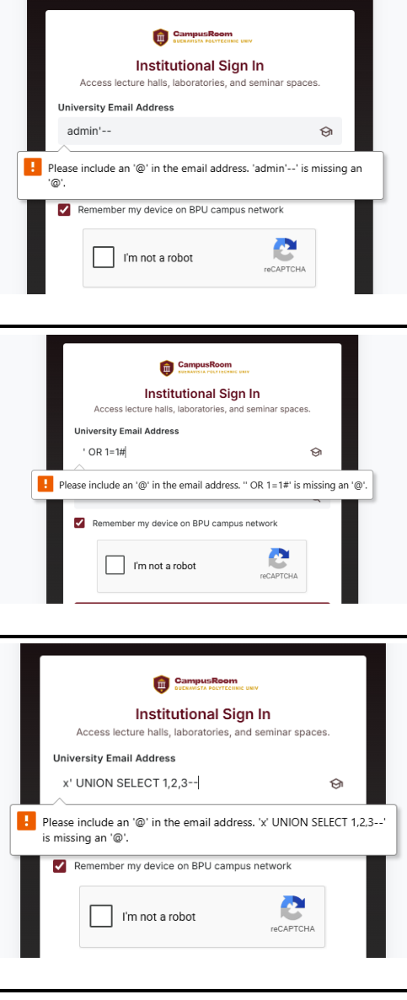 CampusRoom
BUENAVISTA POLYTECHNIC UNIV
Institutional Sign In
Access lecture halls, laboratories, and seminar spaces.
University Email Address
admin'--
Please include an '@' in the email address. 'admin'--' is missing an
'@'.
Remember my device on BPU campus network
I'm not a robot
reCAPTCHA
CampusRoom
BUENAVISTA POLYTECHNIC UNIV
Institutional Sign In
Access lecture halls, laboratories, and seminar spaces.
University Email Address
' OR 1=1#
Please include an '@' in the email address. '' OR 1=1#' is missing an '@'.
Remember my device on BPU campus network
I'm not a robot
reCAPTCHA
CampusRoom
BUENAVISTA POLYTECHNIC UNIV
Institutional Sign In
Access lecture halls, laboratories, and seminar spaces.
University Email Address
x' UNION SELECT 1,2,3--
Please include an '@' in the email address. 'x' UNION SELECT 1,2,3--'
is missing an '@'.
Remember my device on BPU campus network
I'm not a robot
reCAPTCHA